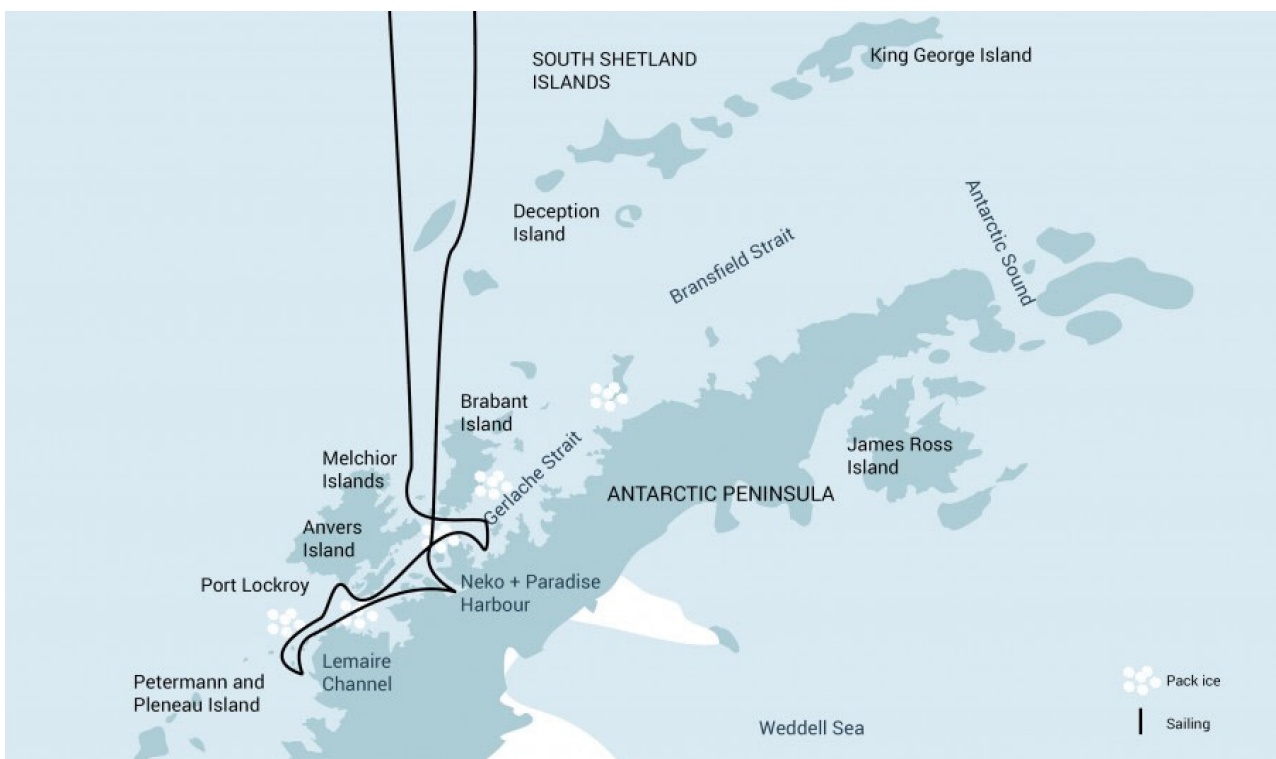 SOUTH SHETLAND
ISLANDS
King George Island
Deception
Island
Antarctic Sound
Bransfield Strait
Brabant
Island
Gerlache Strait
Melchior
Islands
James Ross
Island
ANTARCTIC PENINSULA
Anvers
Island
Port Lockroy
Neko + Paradise
Harbour
Lemaire
Channel
Petermann and
Pleneau Island
Pack ice
Sailing
Weddell Sea